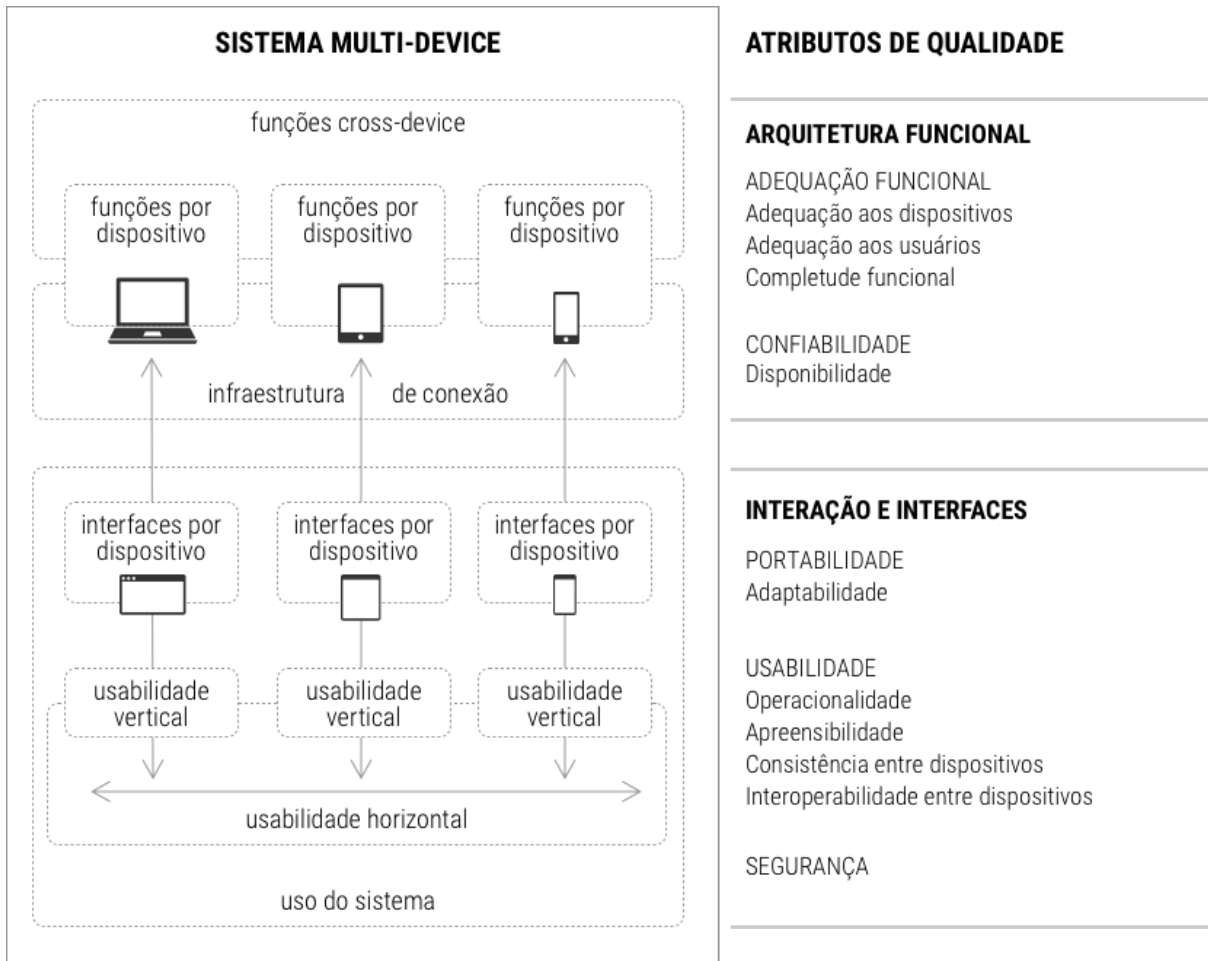 SISTEMA MULTI-DEVICE
funções cross-device
funções por
dispositivo
funções por
dispositivo
funções por
dispositivo
infraestrutura de conexão
interfaces por
dispositivo
interfaces por
dispositivo
interfaces por
dispositivo
usabilidade
vertical
usabilidade
vertical
usabilidade
vertical
usabilidade horizontal
uso do sistema
ATRIBUTOS DE QUALIDADE
ARQUITETURA FUNCIONAL
ADEQUAÇÃO FUNCIONAL
Adequação aos dispositivos
Adequação aos usuários
Completude funcional
CONFIABILIDADE
Disponibilidade
INTERAÇÃO E INTERFACES
PORTABILIDADE
Adaptabilidade
USABILIDADE
Operacionalidade
Apreensibilidade
Consistência entre dispositivos
Interoperabilidade entre dispositivos
SEGURANÇA